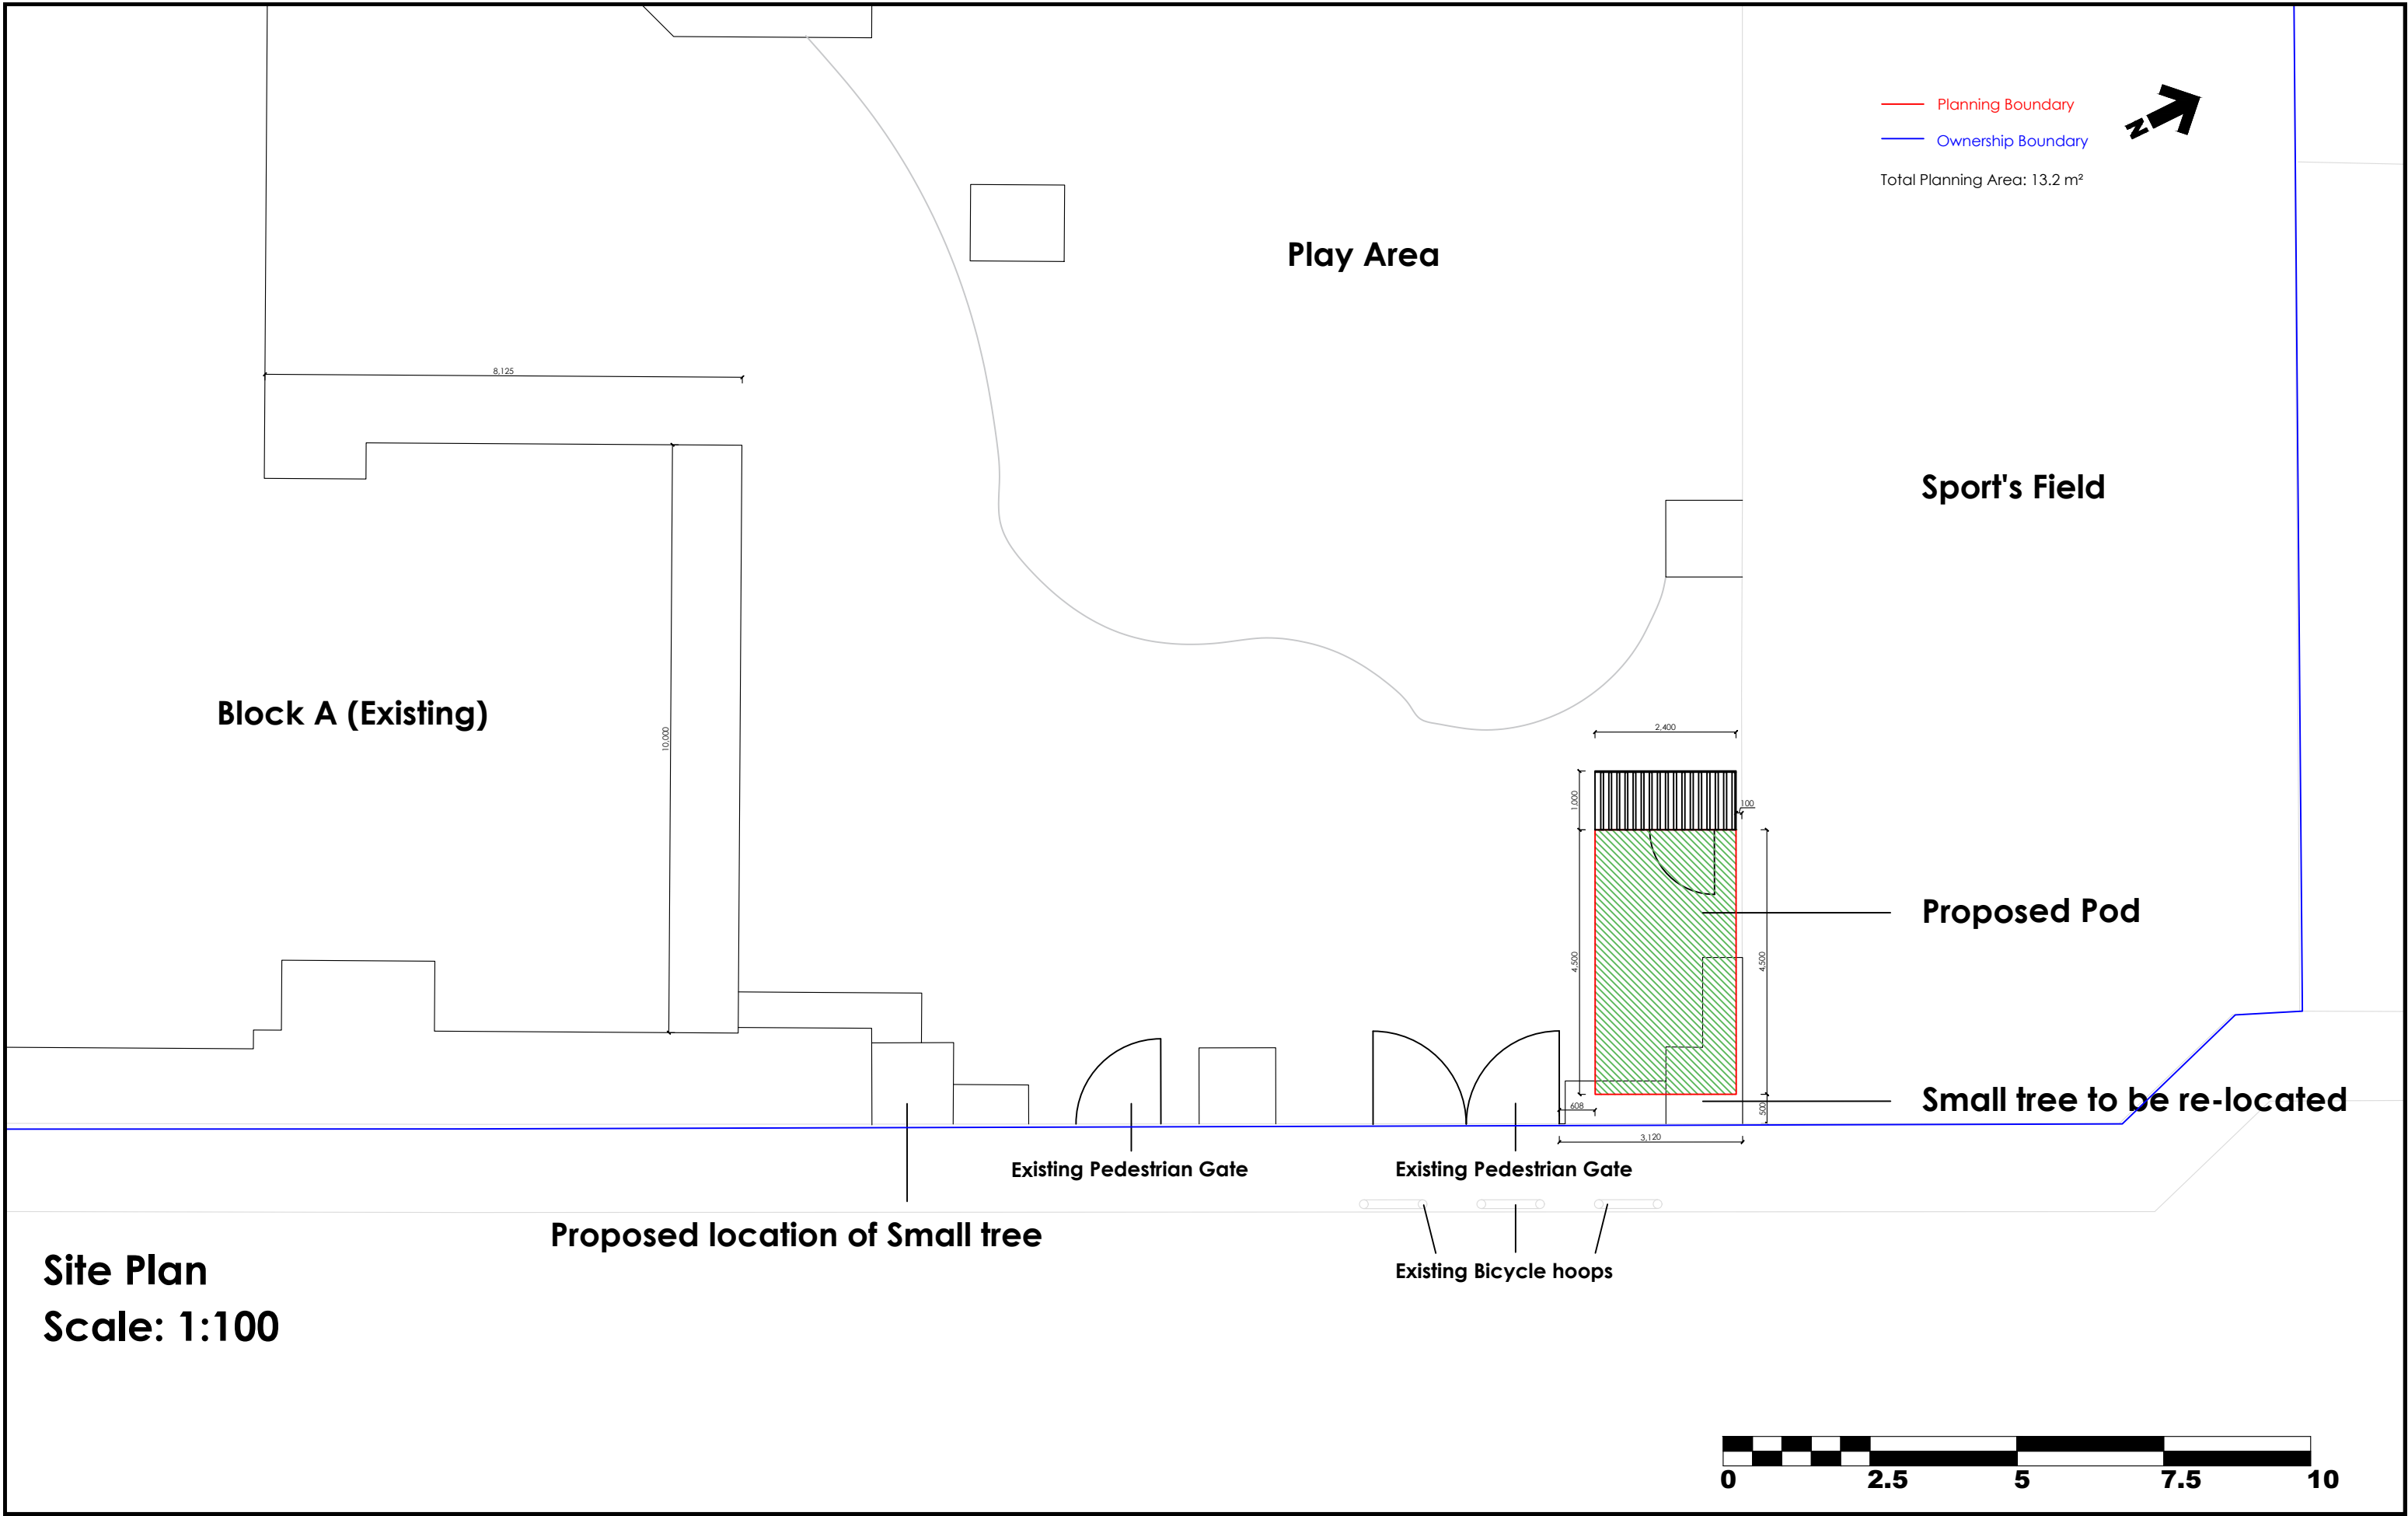 Planning Boundary
N
Ownership Boundary
Total Planning Area: 13.2 m²
Play Area
8,125
Sport's Field
Block A (Existing)
10,000
2,400
1,000
100
Proposed Pod
4,500
4,500
Small tree to be re-located
608
500
3,120
Existing Pedestrian Gate
Existing Pedestrian Gate
Proposed location of Small tree
Existing Bicycle hoops
Site Plan
Scale: 1:100
0 2.5 5 7.5 10